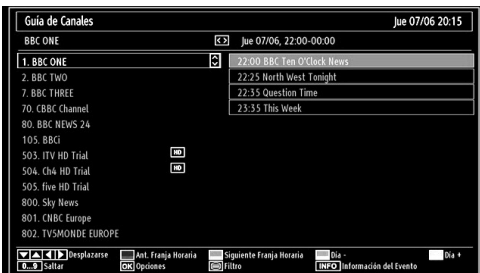 Guía de Canales Jue 07/06 20:15
BBC ONE Jue 07/06, 22:00-00:00
1. BBC ONE 22:00 BBC Ten O'Clock News
2. BBC TWO 22:25 North West Tonight
7. BBC THREE 22:35 Question Time
70. CBBC Channel 23:35 This Week
80. BBC NEWS 24
105. BBCi
503. ITV HD Trial HD
504. Ch4 HD Trial HD
505. five HD Trial
800. Sky News
801. CNBC Europe
802. TV5MONDE EUROPE
Desplazarse Ant. Franja Horaria Siguiente Franja Horaria Día - Día +
0...9 Saltar OK Opciones Filtro INFO Información del Evento